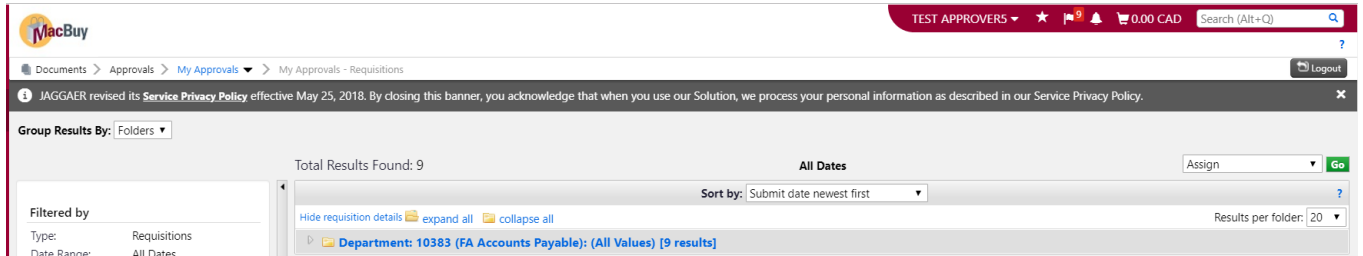 MacBuy
TEST APPROVER5 9 0.00 CAD Search (Alt+Q)
?
Documents > Approvals > My Approvals > My Approvals - Requisitions Logout
JAGGAER revised its Service Privacy Policy effective May 25, 2018. By closing this banner, you acknowledge that when you use our Solution, we process your personal information as described in our Service Privacy Policy. ×
Group Results By: Folders
Total Results Found: 9 All Dates Assign Go
Sort by: Submit date newest first ?
Filtered by
Hide requisition details expand all collapse all Results per folder: 20
Type: Requisitions
Department: 10383 (FA Accounts Payable): (All Values) [9 results]
Date Range: All Dates